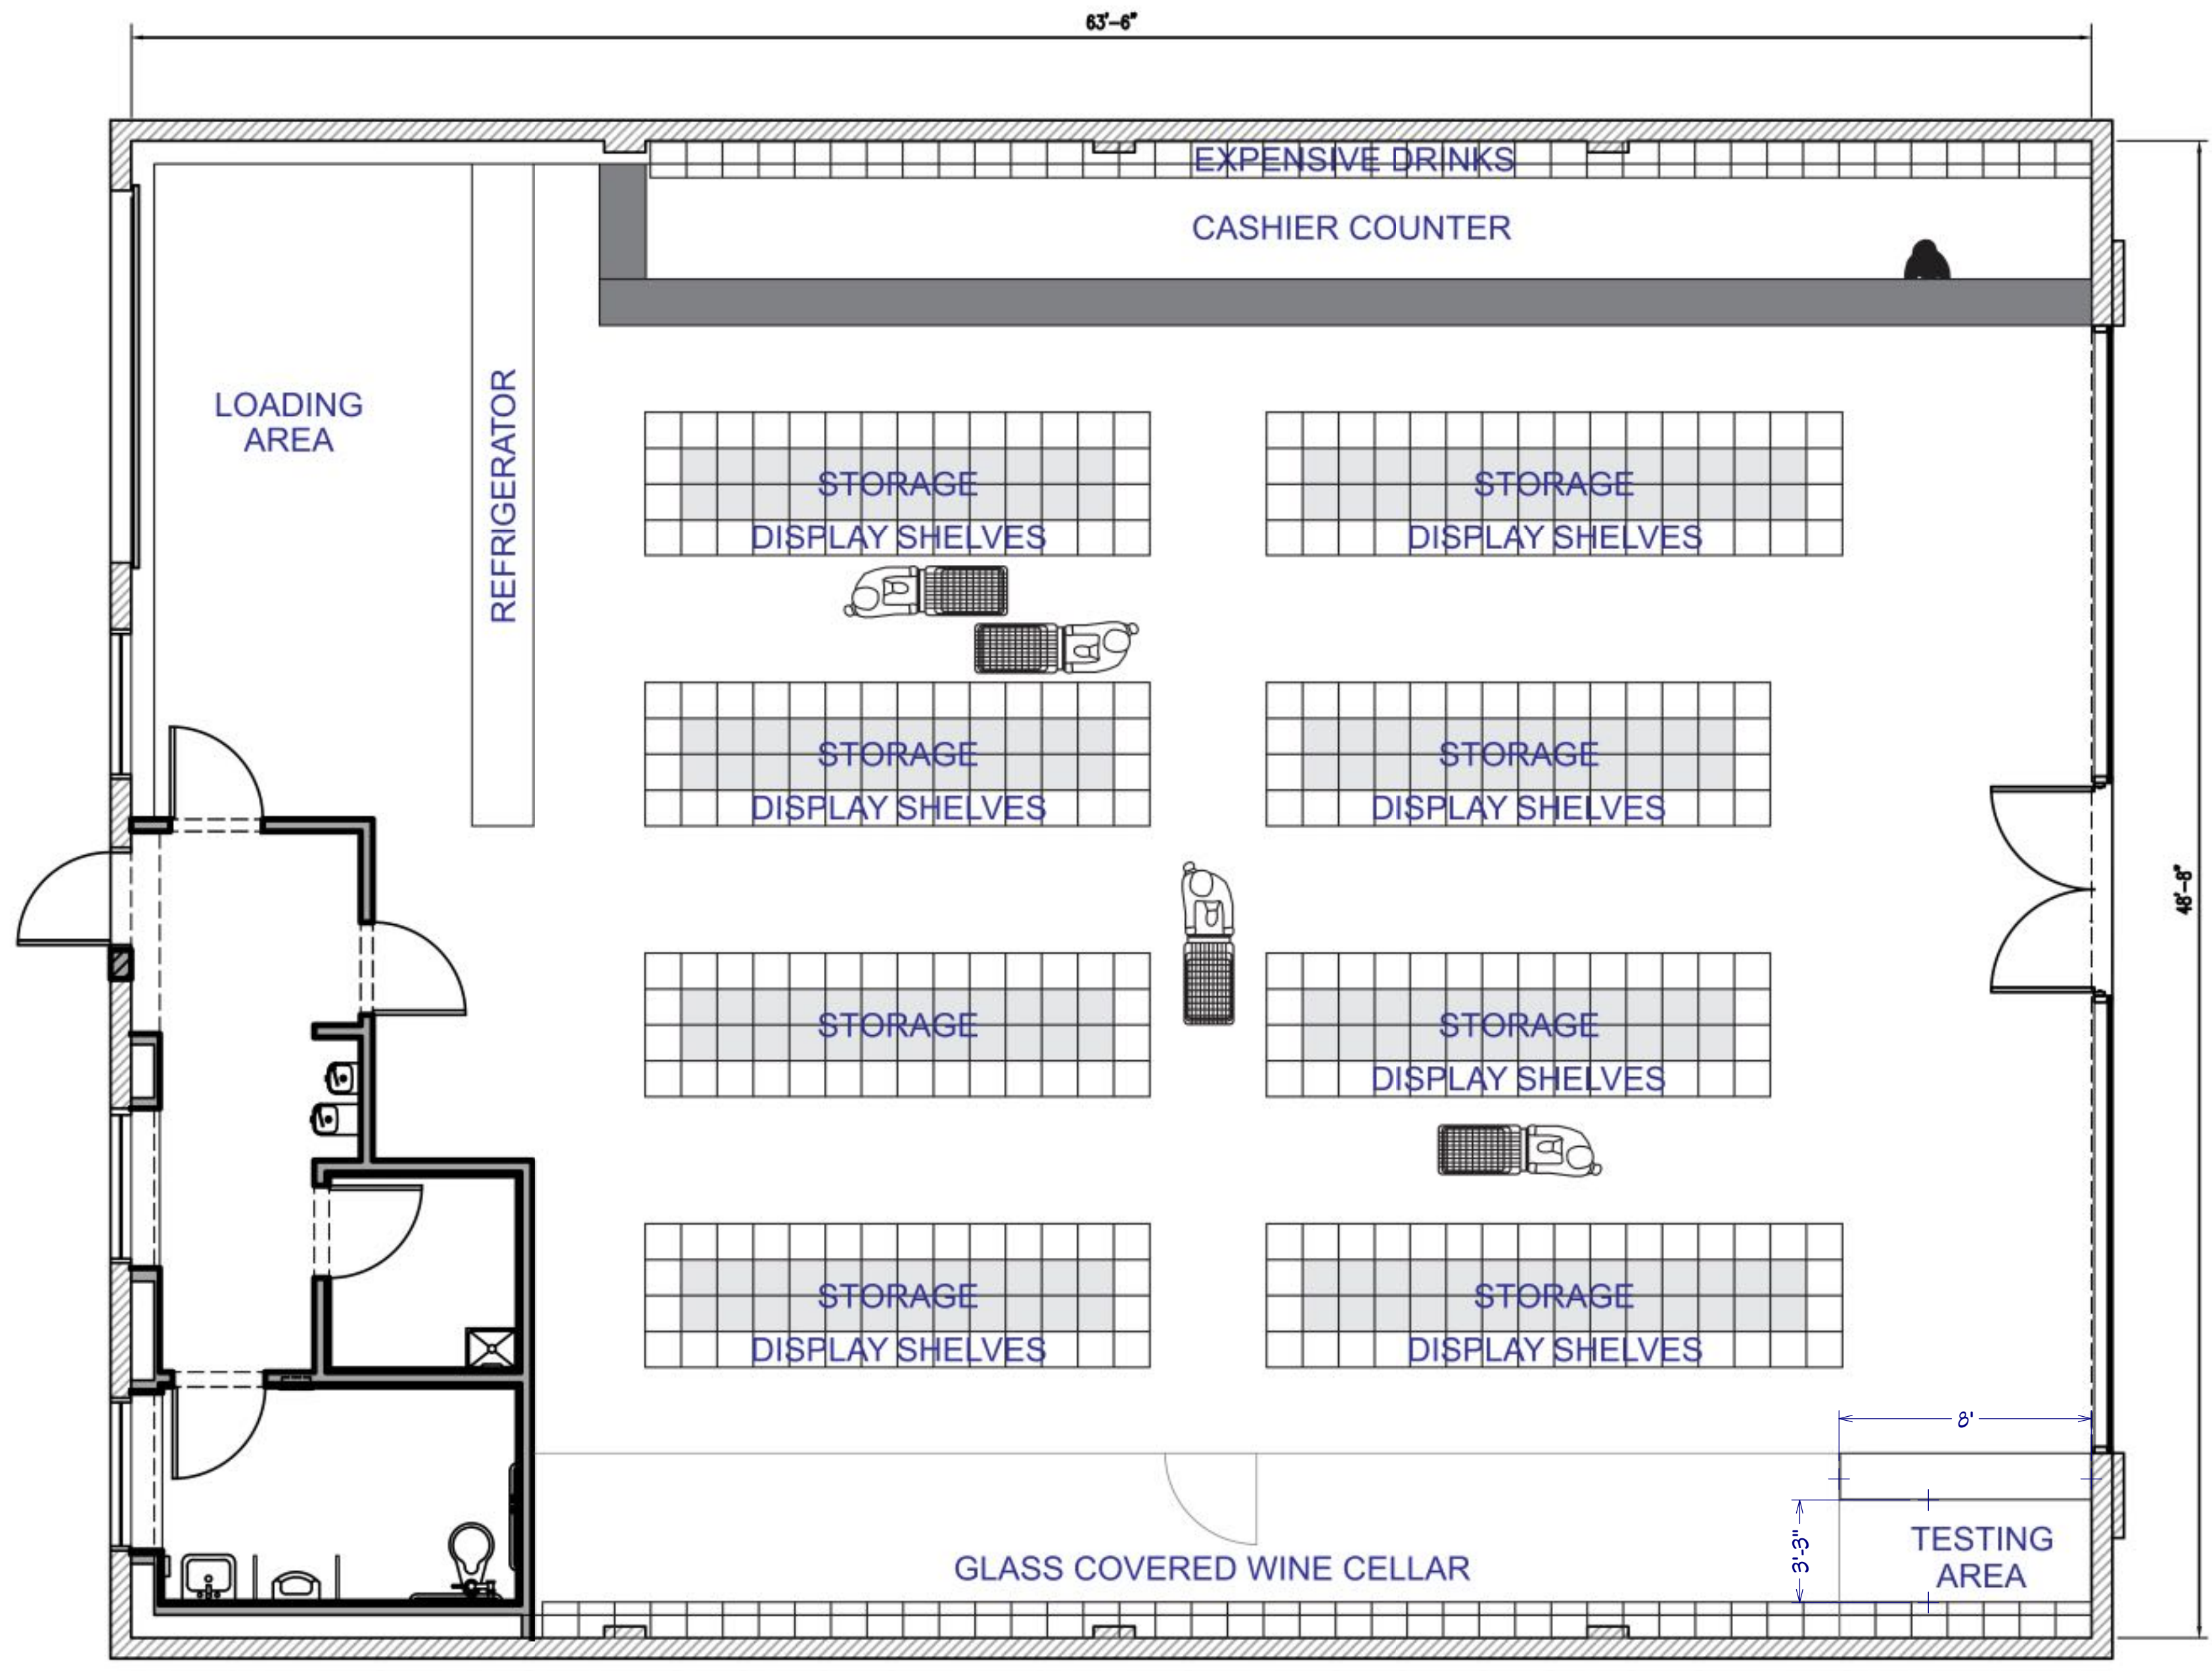 63'-6"
EXPENSIVE DRINKS
CASHIER COUNTER
LOADING
AREA
REFRIGERATOR
STORAGE
DISPLAY SHELVES
STORAGE
DISPLAY SHELVES
STORAGE
DISPLAY SHELVES
STORAGE
DISPLAY SHELVES
48'-8"
STORAGE
STORAGE
DISPLAY SHELVES
STORAGE
DISPLAY SHELVES
STORAGE
DISPLAY SHELVES
8'
3'-3"
TESTING
AREA
GLASS COVERED WINE CELLAR